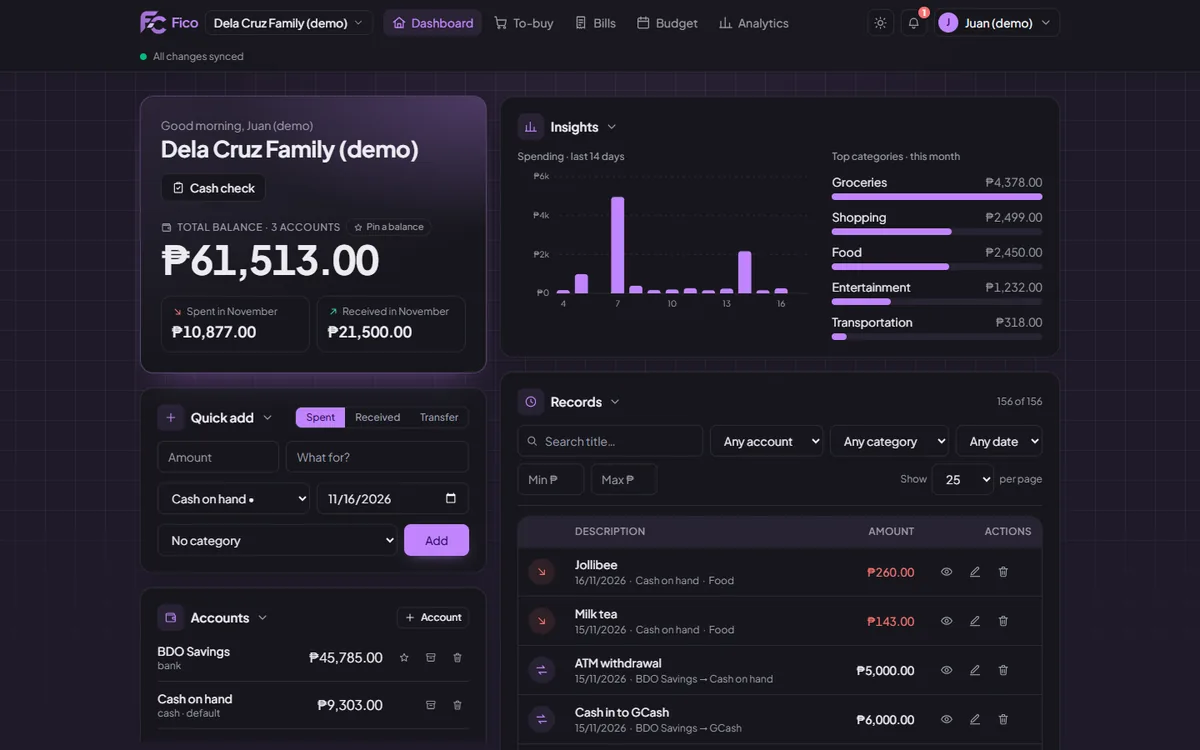 Fico Dela Cruz Family (demo) Dashboard To-buy Bills Budget Analytics 1 J Juan (demo)
All changes synced
Good morning, Juan (demo)
Dela Cruz Family (demo)
Cash check
TOTAL BALANCE · 3 ACCOUNTS Pin a balance
₱61,513.00
Spent in November
₱10,877.00
Received in November
₱21,500.00
Quick add Spent Received Transfer
Amount What for?
Cash on hand • 11/16/2026
No category Add
Accounts + Account
BDO Savings ₱45,785.00
bank
Cash on hand ₱9,303.00
cash · default
Insights
Spending · last 14 days
₱6k
₱4k
₱2k
₱0
4 7 10 13 16
Top categories · this month
Groceries ₱4,378.00
Shopping ₱2,499.00
Food ₱2,450.00
Entertainment ₱1,232.00
Transportation ₱318.00
Records 156 of 156
Search title... Any account Any category Any date
Min ₱ Max ₱ Show 25 per page
DESCRIPTION AMOUNT ACTIONS
Jollibee ₱260.00
16/11/2026 · Cash on hand · Food
Milk tea ₱143.00
15/11/2026 · Cash on hand · Food
ATM withdrawal ₱5,000.00
15/11/2026 · BDO Savings → Cash on hand
Cash in to GCash ₱6,000.00
15/11/2026 · BDO Savings → GCash